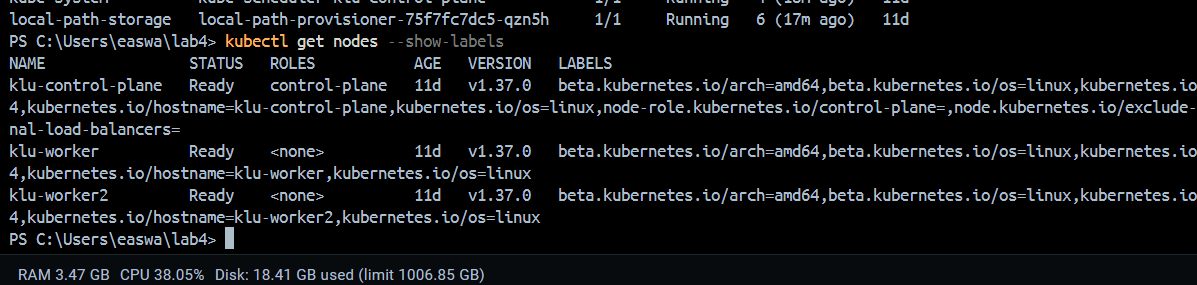 local-path-storage   local-path-provisioner-75f7fc7dc5-qzn5h   1/1   Running   6 (17m ago)   11d
PS C:\Users\easwa\lab4> kubectl get nodes --show-labels
NAME   STATUS   ROLES   AGE   VERSION   LABELS
klu-control-plane   Ready   control-plane   11d   v1.37.0   beta.kubernetes.io/arch=amd64,beta.kubernetes.io/os=linux,kubernetes.io
4,kubernetes.io/hostname=klu-control-plane,kubernetes.io/os=linux,node-role.kubernetes.io/control-plane=,node.kubernetes.io/exclude-
nal-load-balancers=
klu-worker   Ready   <none>   11d   v1.37.0   beta.kubernetes.io/arch=amd64,beta.kubernetes.io/os=linux,kubernetes.io
4,kubernetes.io/hostname=klu-worker,kubernetes.io/os=linux
klu-worker2   Ready   <none>   11d   v1.37.0   beta.kubernetes.io/arch=amd64,beta.kubernetes.io/os=linux,kubernetes.io
4,kubernetes.io/hostname=klu-worker2,kubernetes.io/os=linux
PS C:\Users\easwa\lab4>
RAM 3.47 GB   CPU 38.05%   Disk: 18.41 GB used (limit 1006.85 GB)